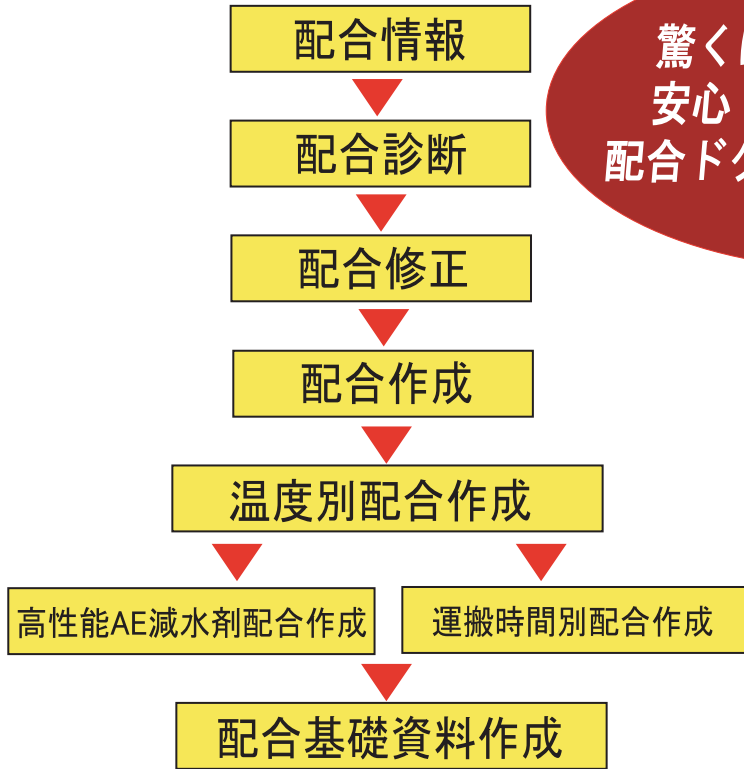 配合情報
驚く
安心
配合ド
配合診断
配合修正
配合作成
温度別配合作成
高性能AE減水剤配合作成
運搬時間別配合作成
配合基礎資料作成